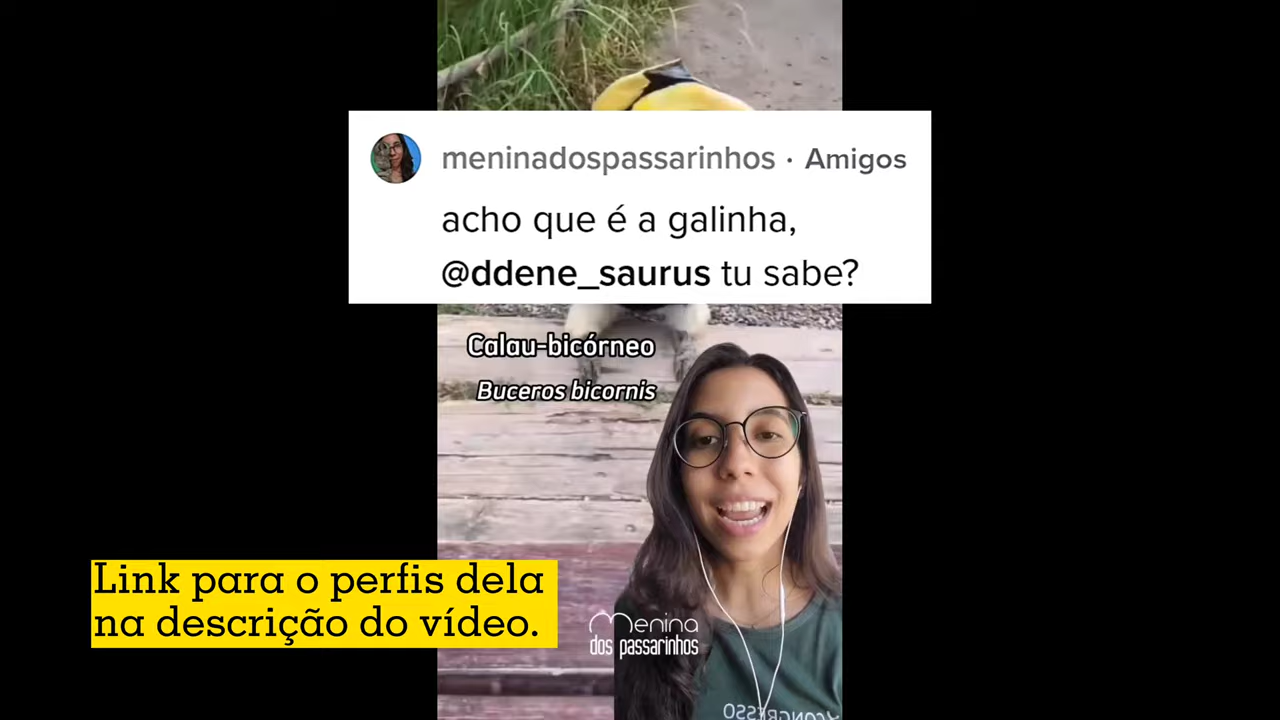 meninadospassarinhos · Amigos
acho que é a galinha,
@ddene_saurus tu sabe?
Calau-bicórneo
Buceros bicornis
Link para o perfis dela
na descrição do vídeo.
Menina
dos passarinhos
CONGRESSO